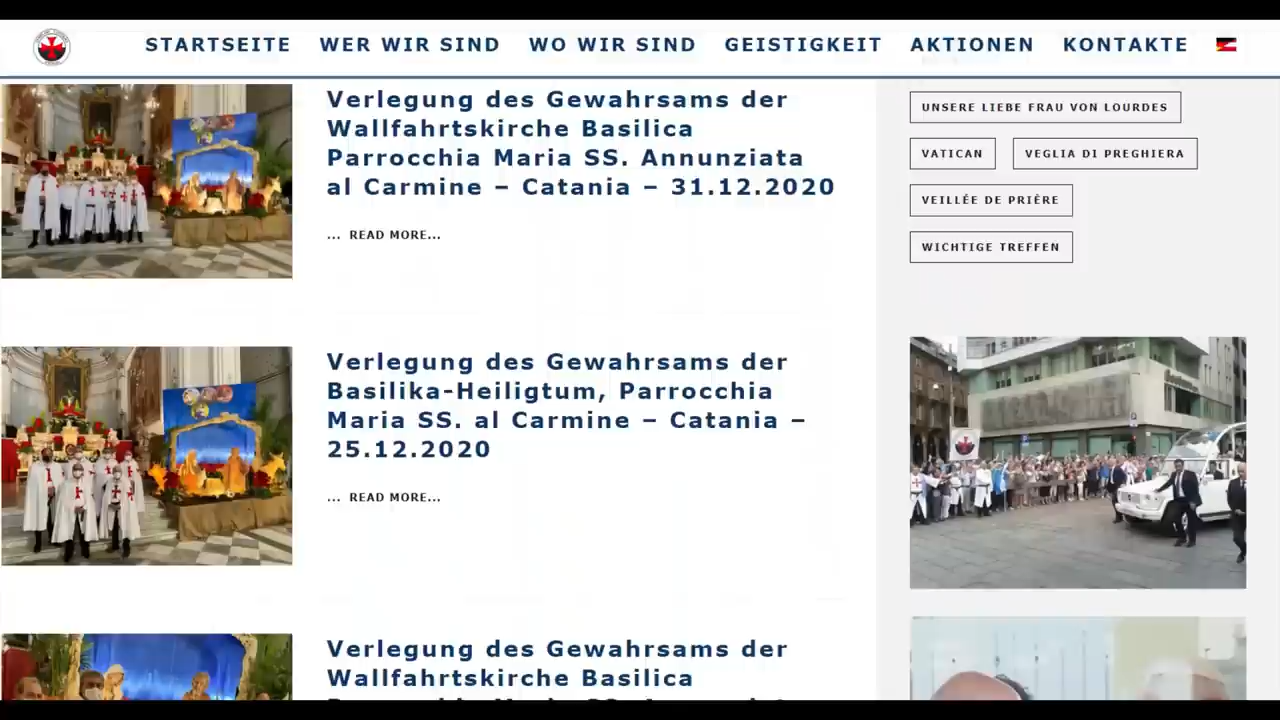 STARTSEITE WER WIR SIND WO WIR SIND GEISTIGKEIT AKTIONEN KONTAKTE
Verlegung des Gewahrsams der
Wallfahrtskirche Basilica
Parrocchia Maria SS. Annunziata
al Carmine – Catania – 31.12.2020
... READ MORE...
Verlegung des Gewahrsams der
Basilika-Heiligtum, Parrocchia
Maria SS. al Carmine – Catania –
25.12.2020
... READ MORE...
Verlegung des Gewahrsams der
Wallfahrtskirche Basilica
UNSERE LIEBE FRAU VON LOURDES
VATICAN VEGLIA DI PREGHIERA
VEILLÉE DE PRIÈRE
WICHTIGE TREFFEN